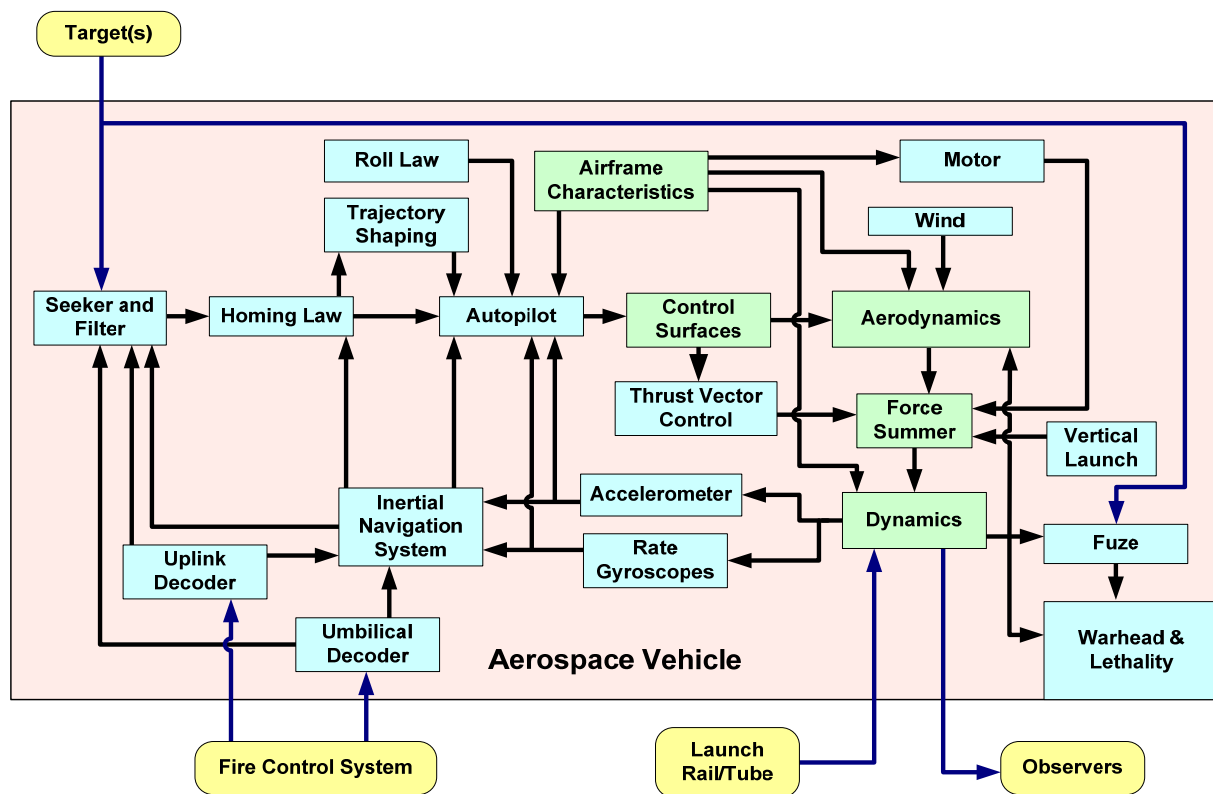 Target(s)
Roll Law
Airframe
Characteristics
Motor
Trajectory
Shaping
Wind
Seeker and
Filter
Homing Law
Autopilot
Control
Surfaces
Aerodynamics
Thrust Vector
Control
Force
Summer
Vertical
Launch
Inertial
Navigation
System
Accelerometer
Dynamics
Fuze
Uplink
Decoder
Rate
Gyroscopes
Umbilical
Decoder
Aerospace Vehicle
Warhead &
Lethality
Fire Control System
Launch
Rail/Tube
Observers